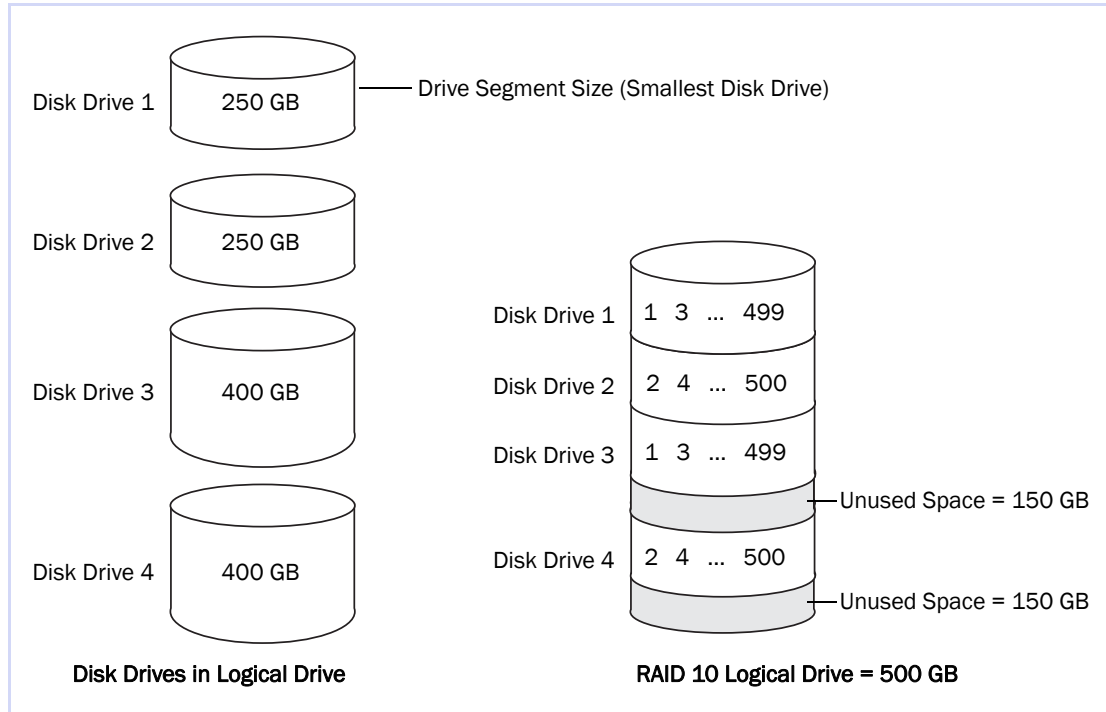 Disk Drive 1
250 GB
Drive Segment Size (Smallest Disk Drive)
Disk Drive 2
250 GB
Disk Drive 3
400 GB
Disk Drive 4
400 GB
Disk Drives in Logical Drive
Disk Drive 1
1 3 ... 499
Disk Drive 2
2 4 ... 500
Disk Drive 3
1 3 ... 499
Unused Space = 150 GB
Disk Drive 4
2 4 ... 500
Unused Space = 150 GB
RAID 10 Logical Drive = 500 GB